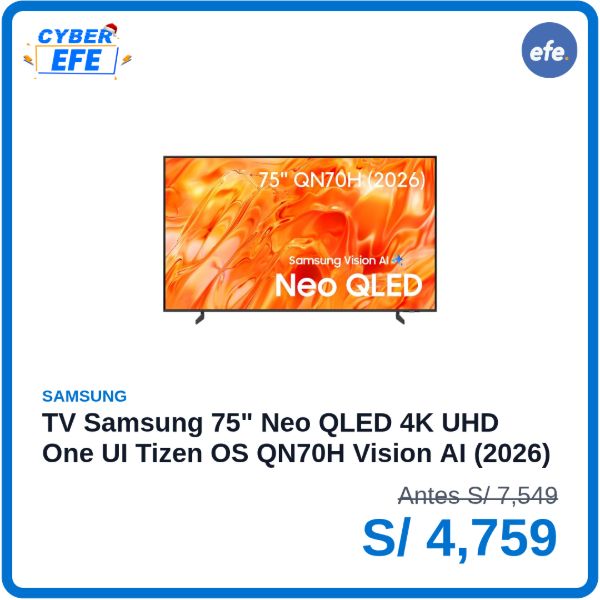 CYBER
EFE
efe.
75" QN70H (2026)
Samsung Vision AI
Neo QLED
SAMSUNG
TV Samsung 75" Neo QLED 4K UHD
One UI Tizen OS QN70H Vision AI (2026)
Antes S/ 7,549
S/ 4,759